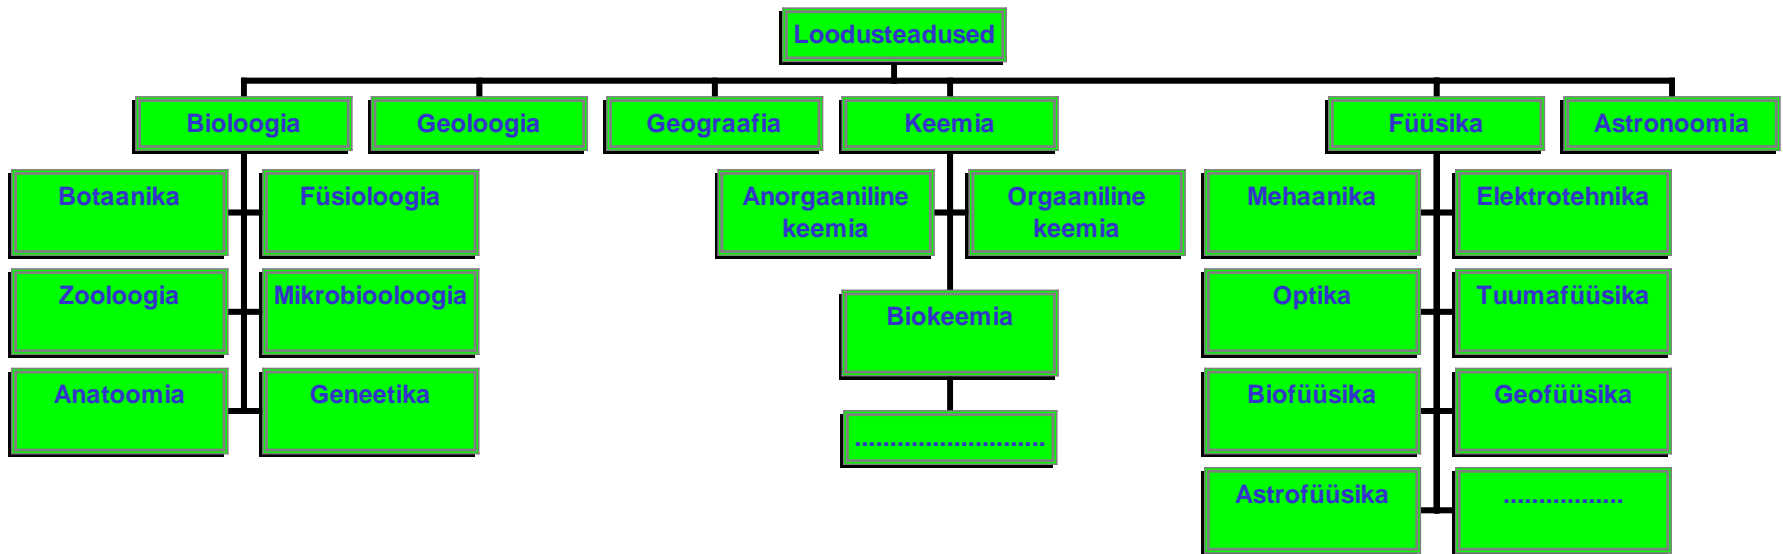 Loodusteadused
Bioloogia
Geoloogia
Geograafia
Keemia
Füüsika
Astronoomia
Botaanika
Füsioloogia
Zooloogia
Mikrobiooloogia
Anatoomia
Geneetika
Anorgaaniline
keemia
Orgaaniline
keemia
Biokeemia
...........................
Mehaanika
Elektrotehnika
Optika
Tuumafüüsika
Biofüüsika
Geofüüsika
Astrofüüsika
.................